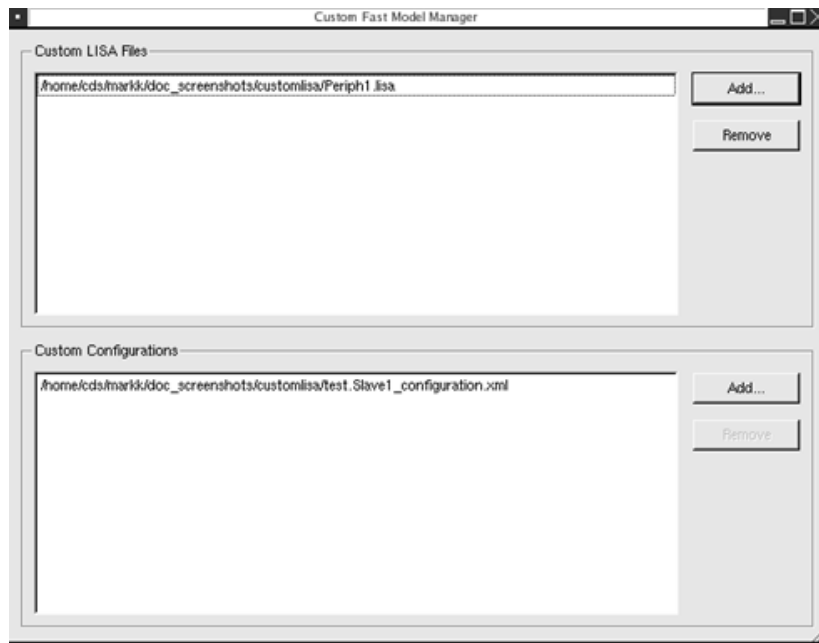 Custom Fast Model Manager
Custom LISA Files
/home/cds/markk/doc_screenshots/customlisa/Periph1.lisa
Add...
Remove
Custom Configurations
/home/cds/markk/doc_screenshots/customlisa/test.Slave1_configuration.xml
Add...
Remove